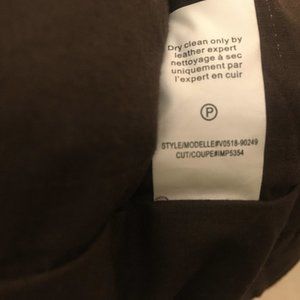 Dry clean only by
leather expert
nettoyage à sec
uniquement par
l'expert en cuir
P
STYLE/MODELLE#V0518-90249
CUT/COUPE#IMP5354